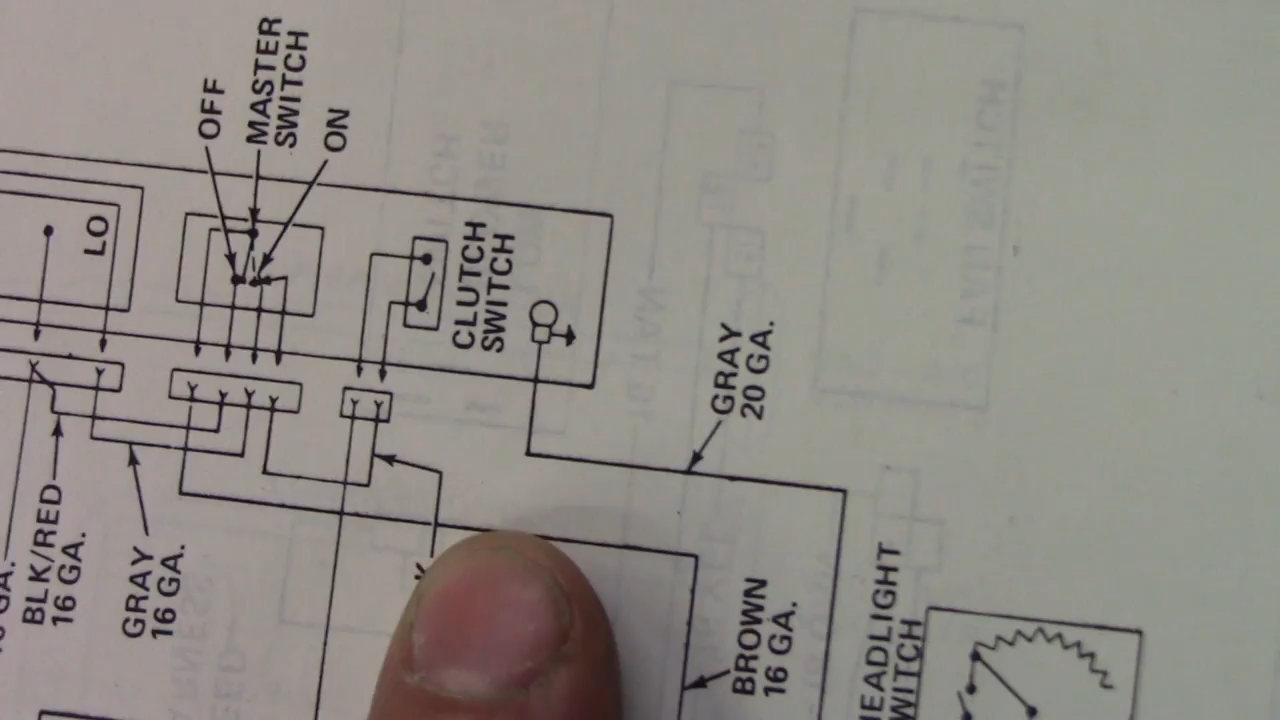 OFF
MASTER
SWITCH
ON
LO
CLUTCH
SWITCH
GRAY
20 GA.
BLK/RED
16 GA.
GRAY
16 GA.
BROWN
16 GA.
GA.
K
HEADLIGHT
SWITCH